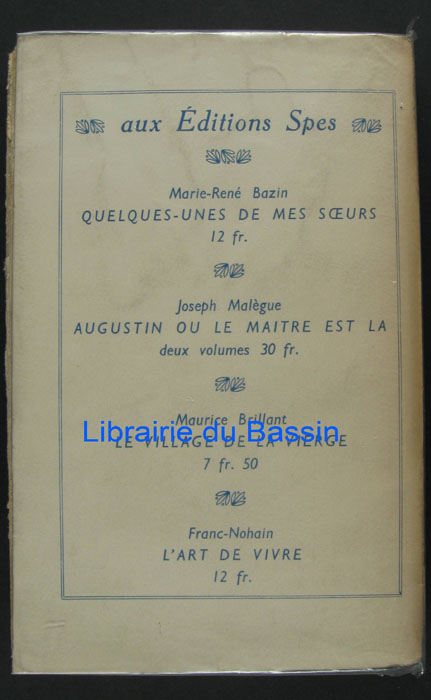 aux Éditions Spes
Marie-René Bazin
QUELQUES-UNES DE MES SŒURS
12 fr.
Joseph Malègue
AUGUSTIN OU LE MAITRE EST LA
deux volumes 30 fr.
Maurice Brillant
Librairie du Bassin
LE VILLAGE DE LA VIERGE
7 fr. 50
Franc-Nohain
L'ART DE VIVRE
12 fr.